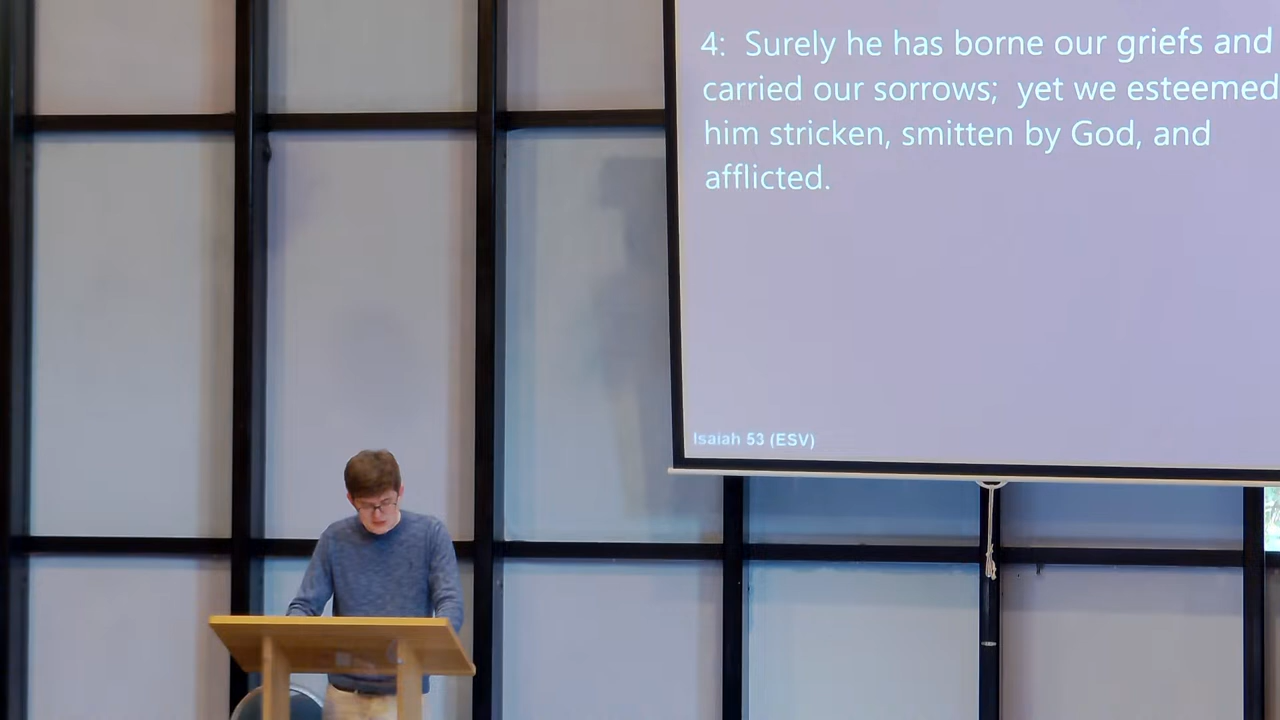 4: Surely he has borne our griefs and
carried our sorrows; yet we esteemed
him stricken, smitten by God, and
afflicted.
Isaiah 53 (ESV)